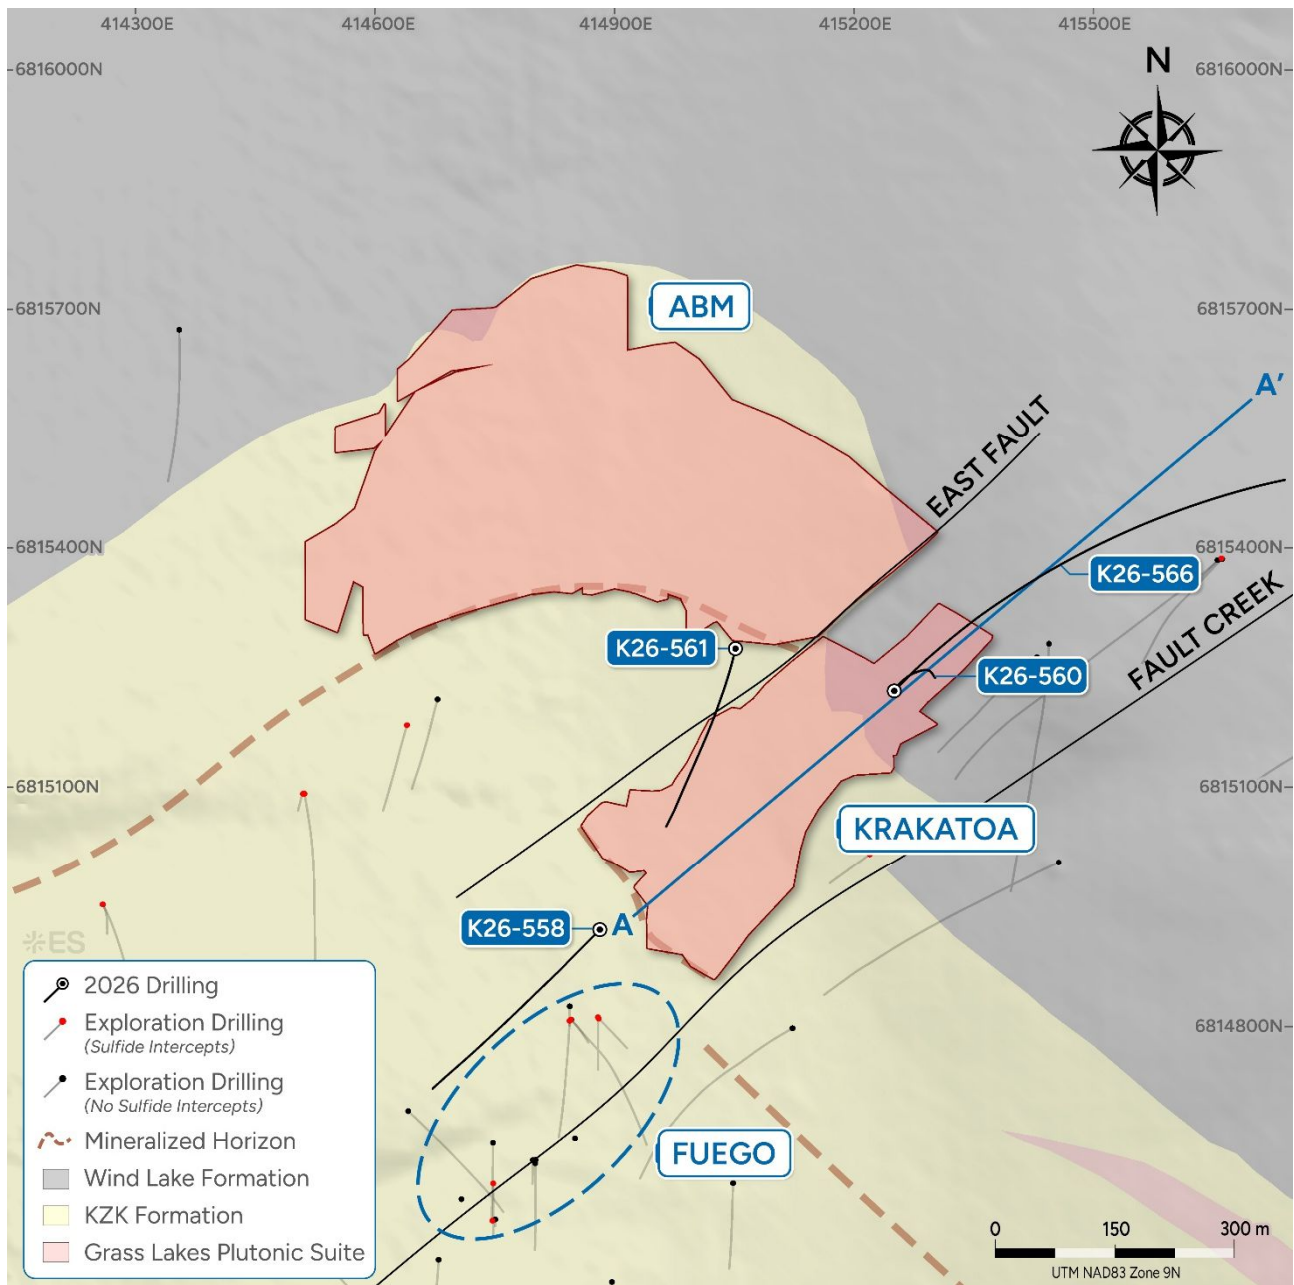 414300E 414600E 414900E 415200E 415500E
6816000N 6816000N
N
ABM
6815700N 6815700N
A'
EAST FAULT
6815400N 6815400N
K26-566
FAULT CREEK
K26-561
K26-560
6815100N 6815100N
KRAKATOA
K26-558 A
ES
2026 Drilling
Exploration Drilling
(Sulfide Intercepts)
Exploration Drilling
(No Sulfide Intercepts)
Mineralized Horizon
Wind Lake Formation
KZK Formation
Grass Lakes Plutonic Suite
6814800N
FUEGO
0 150 300 m
UTM NAD83 Zone 9N